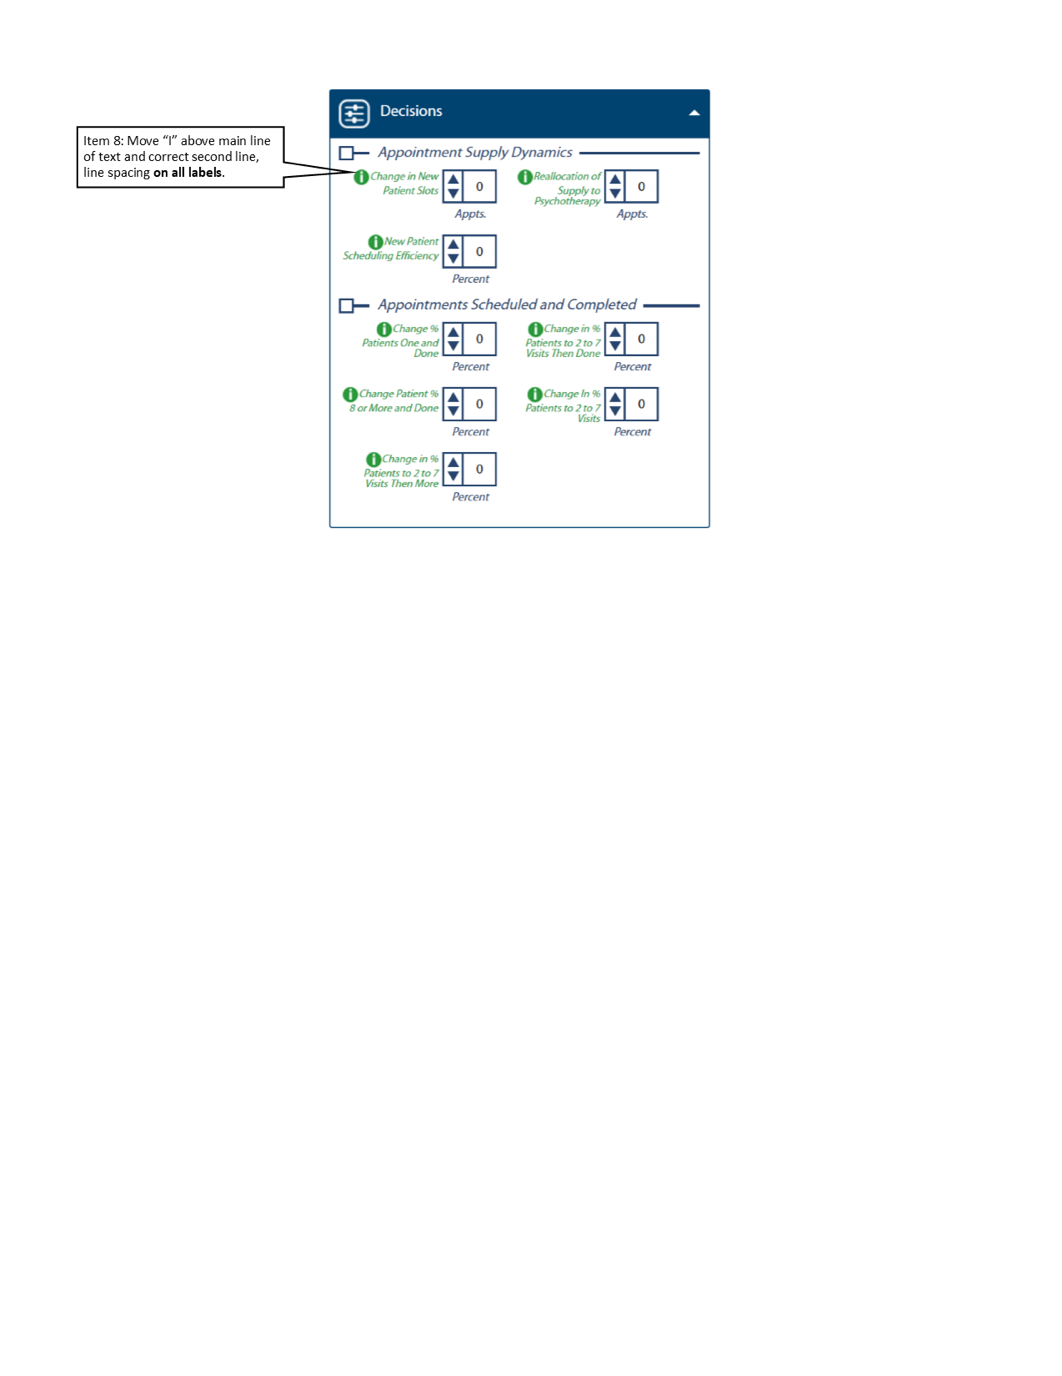 Decisions
Item 8: Move “I” above main line
of text and correct second line,
line spacing on all labels.
Appointment Supply Dynamics
Change in New
Patient Slots
0
Appts.
Reallocation of
Supply to
Psychotherapy
0
Appts.
New Patient
Scheduling Efficiency
0
Percent
Appointments Scheduled and Completed
Change %
Patients One and
Done
0
Percent
Change in %
Patients to 2 to 7
Visits Then Done
0
Percent
Change Patient %
8 or More and Done
0
Percent
Change In %
Patients to 2 to 7
Visits
0
Percent
Change in %
Patients to 2 to 7
Visits Then More
0
Percent